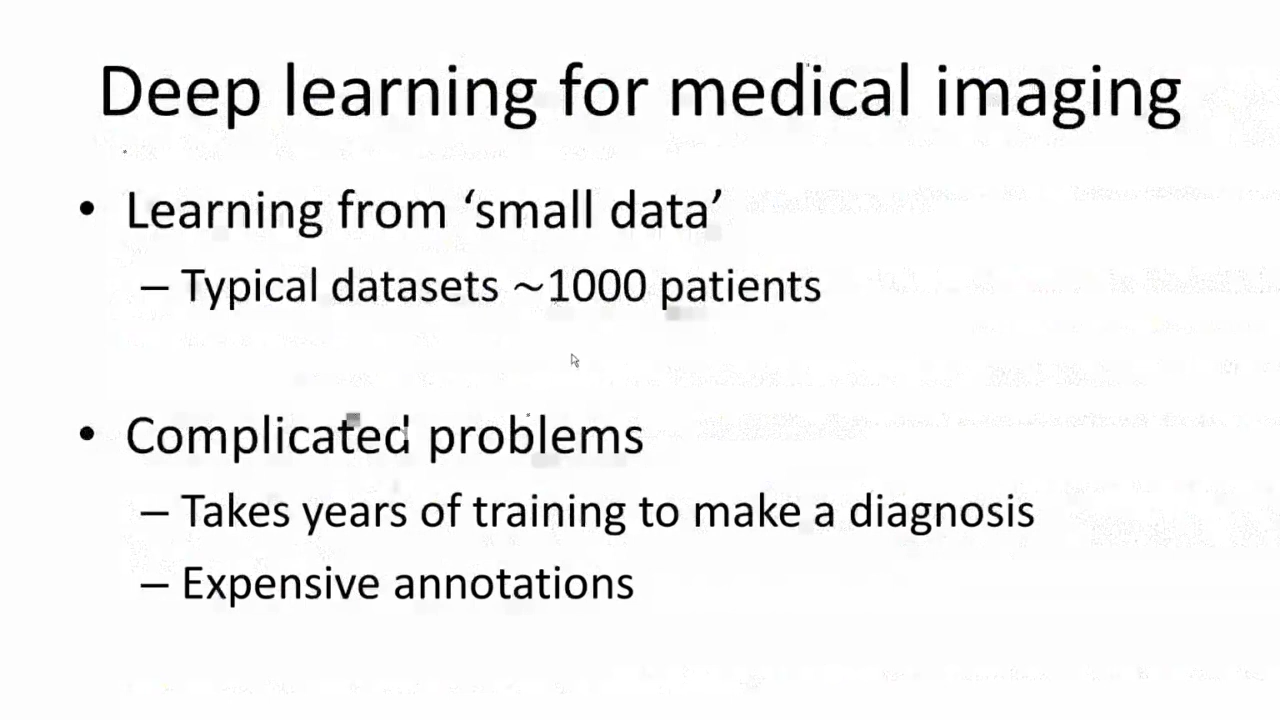 Deep learning for medical imaging
• Learning from ‘small data’
– Typical datasets ~1000 patients
• Complicated problems
– Takes years of training to make a diagnosis
– Expensive annotations